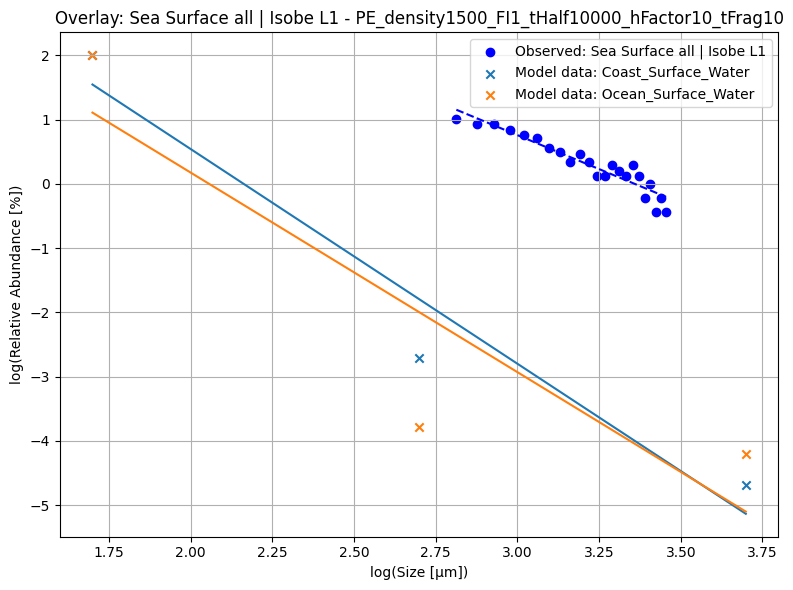 Overlay: Sea Surface all | Isobe L1 - PE_density1500_FI1_tHalf10000_hFactor10_tFrag10
Observed: Sea Surface all | Isobe L1
Model data: Coast_Surface_Water
Model data: Ocean_Surface_Water
log(Relative Abundance [%])
2
1
0
−1
−2
−3
−4
−5
1.75
2.00
2.25
2.50
2.75
3.00
3.25
3.50
3.75
log(Size [μm])